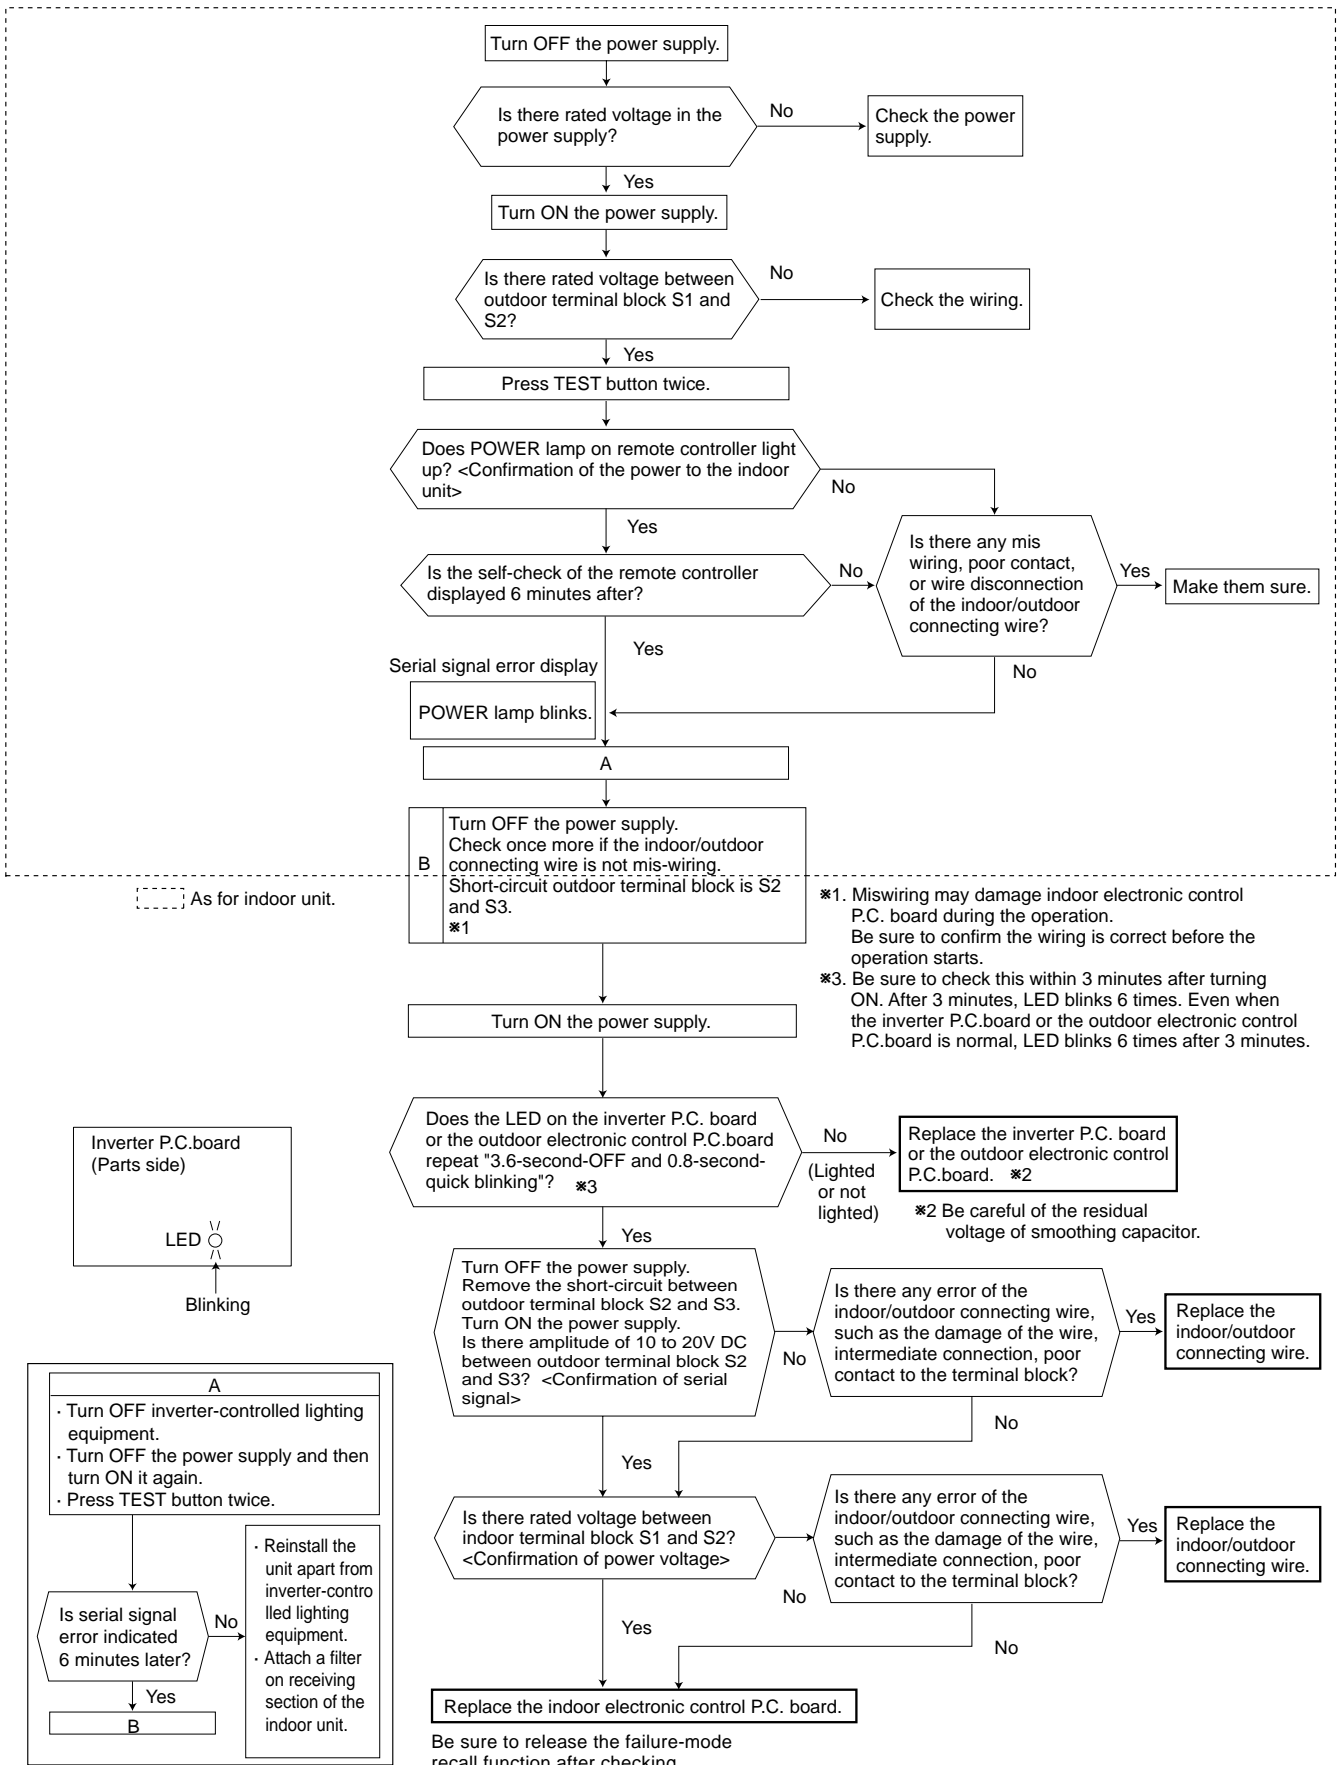 Turn OFF the power supply.
Is there rated voltage in the
power supply?
No
Check the power
supply.
Yes
Turn ON the power supply.
Is there rated voltage between
outdoor terminal block S1 and
S2?
No
Check the wiring.
Yes
Press TEST button twice.
Does POWER lamp on remote controller light
up? <Confirmation of the power to the indoor
unit>
No
Yes
Is the self-check of the remote controller
displayed 6 minutes after?
No
Is there any mis
wiring, poor contact,
or wire disconnection
of the indoor/outdoor
connecting wire?
Yes
Make them sure.
Yes
No
Serial signal error display
POWER lamp blinks.
A
B
Turn OFF the power supply.
Check once more if the indoor/outdoor
connecting wire is not mis-wiring.
Short-circuit outdoor terminal block is S2
and S3.
※1
As for indoor unit.
※1. Miswiring may damage indoor electronic control
P.C. board during the operation.
Be sure to confirm the wiring is correct before the
operation starts.
※3. Be sure to check this within 3 minutes after turning
ON. After 3 minutes, LED blinks 6 times. Even when
the inverter P.C.board or the outdoor electronic control
P.C.board is normal, LED blinks 6 times after 3 minutes.
Turn ON the power supply.
Does the LED on the inverter P.C. board
or the outdoor electronic control P.C.board
repeat "3.6-second-OFF and 0.8-second-
quick blinking"? ※3
No
(Lighted
or not
lighted)
Replace the inverter P.C. board
or the outdoor electronic control
P.C.board. ※2
※2 Be careful of the residual
voltage of smoothing capacitor.
Yes
Inverter P.C.board
(Parts side)
LED
Blinking
Turn OFF the power supply.
Remove the short-circuit between
outdoor terminal block S2 and S3.
Turn ON the power supply.
Is there amplitude of 10 to 20V DC
between outdoor terminal block S2
and S3? <Confirmation of serial
signal>
No
Is there any error of the
indoor/outdoor connecting wire,
such as the damage of the wire,
intermediate connection, poor
contact to the terminal block?
Yes
Replace the
indoor/outdoor
connecting wire.
No
Yes
Is there rated voltage between
indoor terminal block S1 and S2?
<Confirmation of power voltage>
No
Is there any error of the
indoor/outdoor connecting wire,
such as the damage of the wire,
intermediate connection, poor
contact to the terminal block?
Yes
Replace the
indoor/outdoor
connecting wire.
No
Yes
Replace the indoor electronic control P.C. board.
Be sure to release the failure-mode
recall function after checking.
A
· Turn OFF inverter-controlled lighting
equipment.
· Turn OFF the power supply and then
turn ON it again.
· Press TEST button twice.
Is serial signal
error indicated
6 minutes later?
No
· Reinstall the
unit apart from
inverter-contro
lled lighting
equipment.
· Attach a filter
on receiving
section of the
indoor unit.
Yes
B